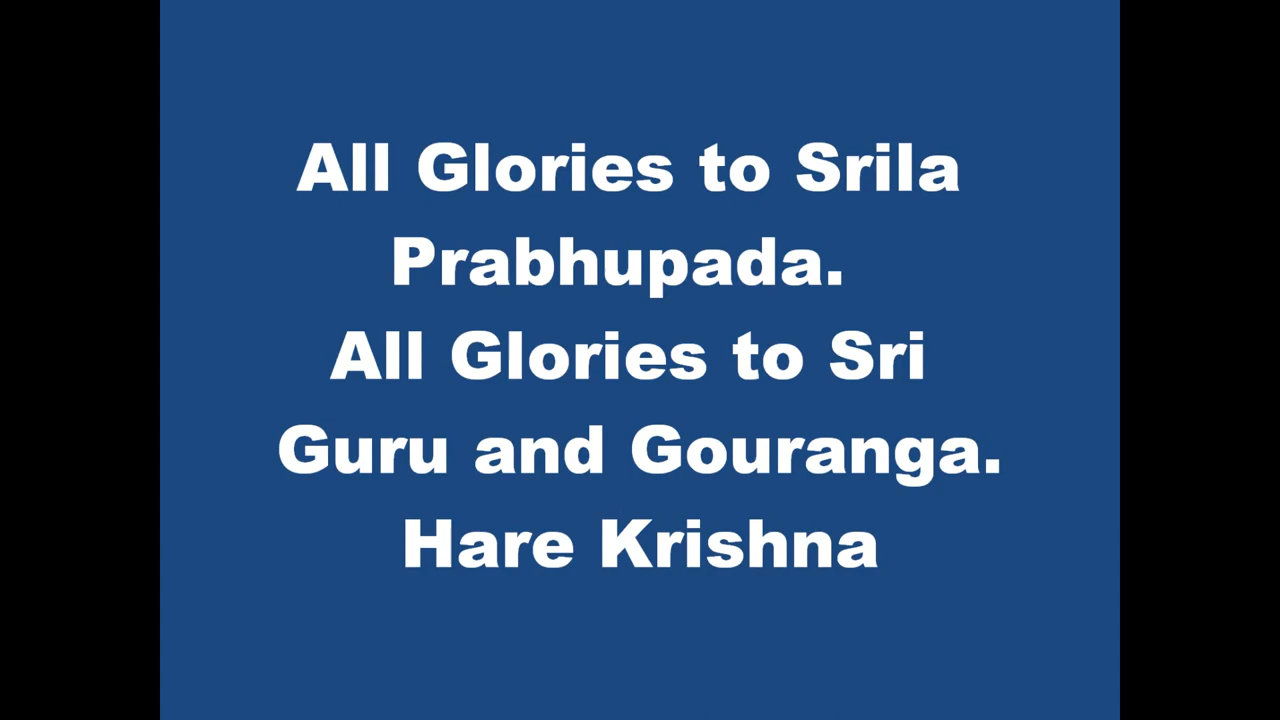 All Glories to Srila
Prabhupada.
All Glories to Sri
Guru and Gouranga.
Hare Krishna